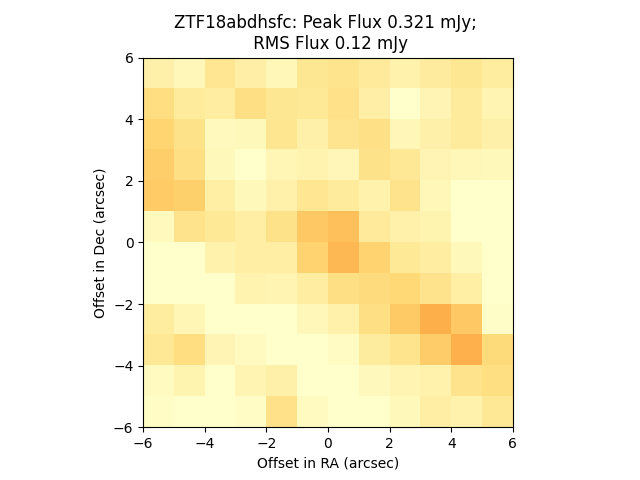 ZTF18abdhsfc: Peak Flux 0.321 mJy;
RMS Flux 0.12 mJy
6
4
2
0
−2
−4
−6
Offset in Dec (arcsec)
−6 −4 −2 0 2 4 6
Offset in RA (arcsec)